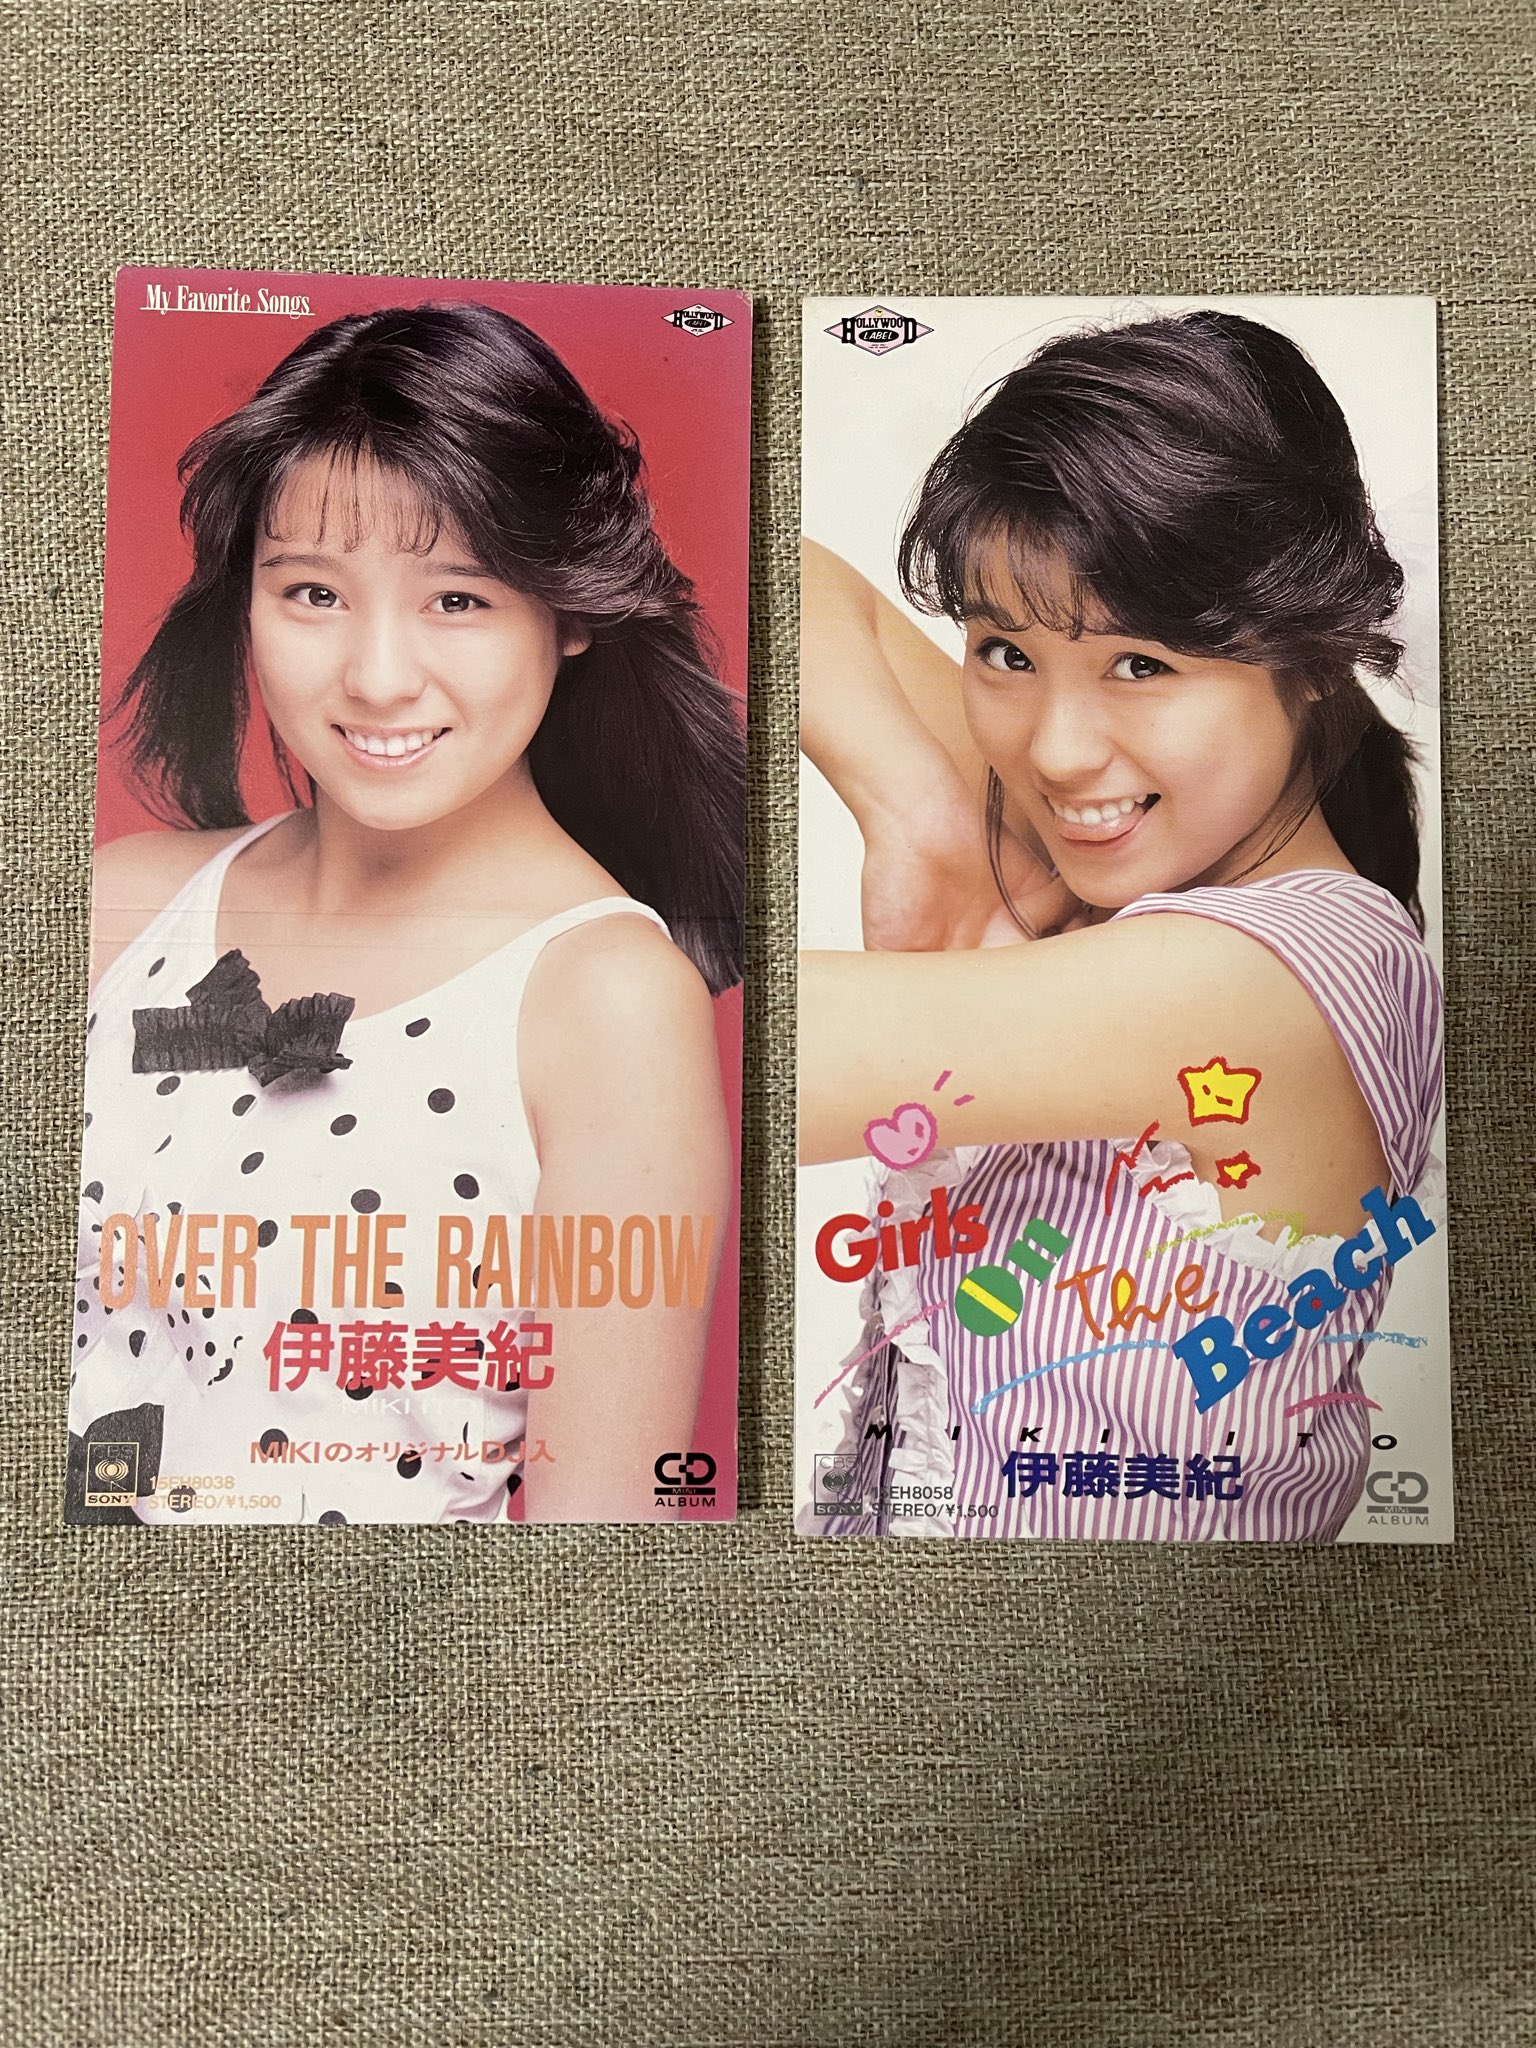 My Favorite Songs
HOLLYWOOD
LABEL
OVER THE RAINBOW
伊藤美紀
MIKI ITO
MIKIのオリジナルDJ入
CBS
SONY
15EH8038
STEREO/¥1,500
CD
MINI
ALBUM
HOLLYWOOD
LABEL
Girls
On
The
Beach
MIKI ITO
伊藤美紀
CBS
SONY
15EH8058
STEREO/¥1,500
CD
MINI
ALBUM